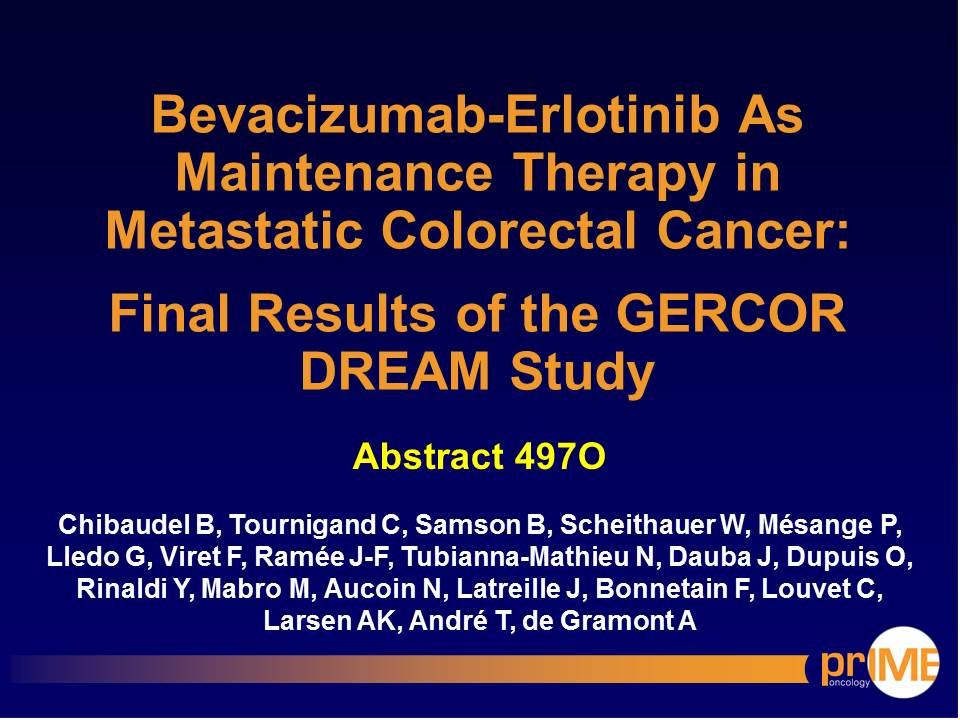 Bevacizumab-Erlotinib As
Maintenance Therapy in
Metastatic Colorectal Cancer:
Final Results of the GERCOR
DREAM Study
Abstract 497O
Chibaudel B, Tournigand C, Samson B, Scheithauer W, Mésange P,
Lledo G, Viret F, Ramée J-F, Tubianna-Mathieu N, Dauba J, Dupuis O,
Rinaldi Y, Mabro M, Aucoin N, Latreille J, Bonnetain F, Louvet C,
Larsen AK, André T, de Gramont A
prIME
oncology